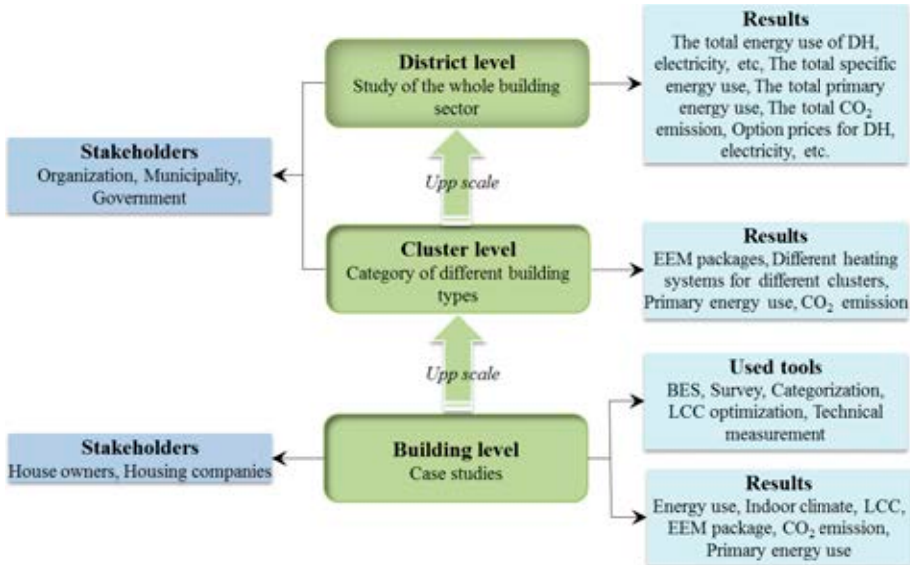 District level
Study of the whole building
sector
Results
The total energy use of DH,
electricity, etc, The total specific
energy use, The total primary
energy use, The total CO₂
emission, Option prices for DH,
electricity, etc.
Stakeholders
Organization, Municipality,
Government
Upp scale
Cluster level
Category of different building
types
Results
EEM packages, Different heating
systems for different clusters,
Primary energy use, CO₂ emission
Upp scale
Used tools
BES, Survey, Categorization,
LCC optimization, Technical
measurement
Stakeholders
House owners, Housing companies
Building level
Case studies
Results
Energy use, Indoor climate, LCC,
EEM package, CO₂ emission,
Primary energy use